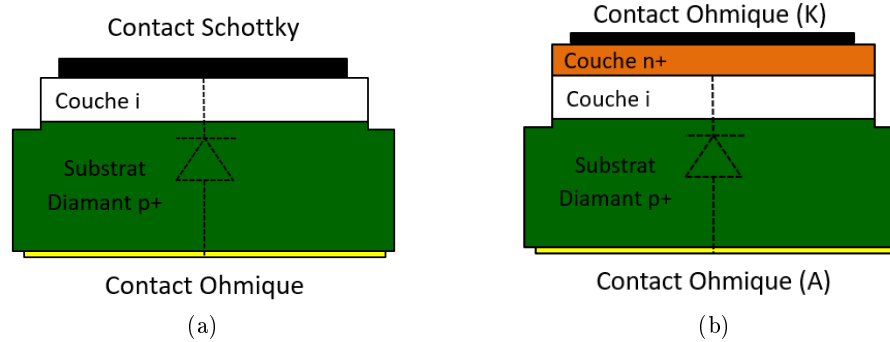 Contact Schottky
Couche i
Substrat
Diamant p+
Contact Ohmique
(a)
Contact Ohmique (K)
Couche n+
Couche i
Substrat
Diamant p+
Contact Ohmique (A)
(b)